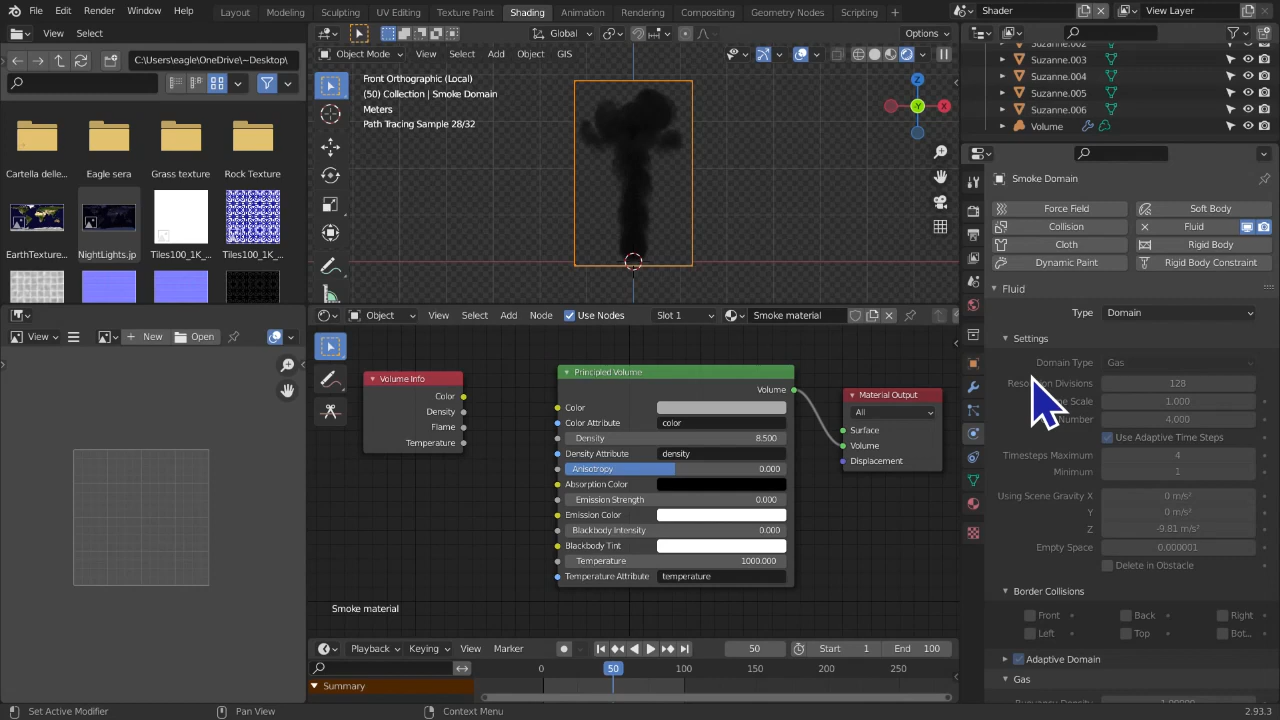 File Edit Render Window Help Layout Modeling Sculpting UV Editing Texture Paint Shading Animation Rendering Compositing Geometry Nodes Scripting + Shader View Layer
View Select C:\Users\eagle\OneDrive\~Desktop\
Cartella delle... Eagle sera Grass texture Rock Texture
EarthTexture... NightLights.jp Tiles100_1K_... Tiles100_1K_...
View New Open
Global Options
Object Mode View Select Add Object GIS
Front Orthographic (Local)
(50) Collection | Smoke Domain
Meters
Path Tracing Sample 28/32
X Y Z
Object View Select Add Node Use Nodes Slot 1 Smoke material
Volume Info
Color
Density
Flame
Temperature
Principled Volume
Volume
Color
Color Attribute color
Density 8.500
Density Attribute density
Anisotropy 0.000
Absorption Color
Emission Strength 0.000
Emission Color
Blackbody Intensity 0.000
Blackbody Tint
Temperature 1000.000
Temperature Attribute temperature
Material Output
All
Surface
Volume
Displacement
Smoke material
Playback Keying View Marker 50 Start 1 End 100
0 50 100 150 200 250
Summary
Suzanne.002
Suzanne.003
Suzanne.004
Suzanne.005
Suzanne.006
Volume
Smoke Domain
Force Field Soft Body
Collision Fluid
Cloth Rigid Body
Dynamic Paint Rigid Body Constraint
Fluid
Type Domain
Settings
Domain Type Gas
Resolution Divisions 128
Scale 1.000
Number 4.000
Use Adaptive Time Steps
Timesteps Maximum 4
Minimum 1
Using Scene Gravity X 0 m/s²
Y 0 m/s²
Z -9.81 m/s²
Empty Space 0.000001
Delete in Obstacle
Border Collisions
Front Back Right
Left Top Bot...
Adaptive Domain
Gas
Set Active Modifier Pan View Context Menu 2.93.3